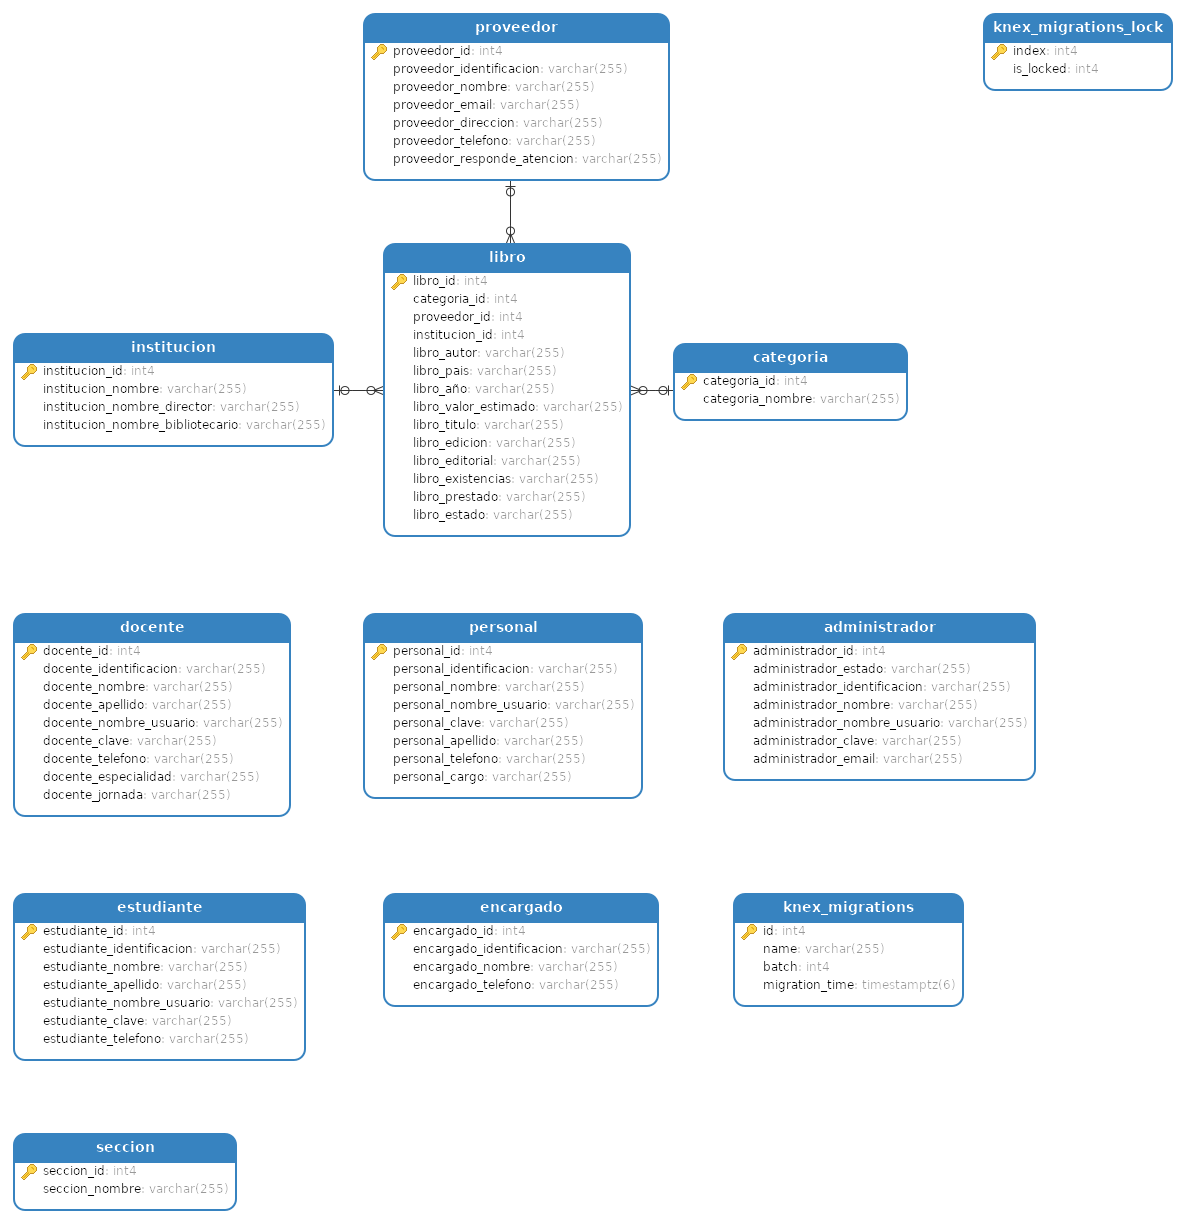 proveedor
proveedor_id: int4
proveedor_identificacion: varchar(255)
proveedor_nombre: varchar(255)
proveedor_email: varchar(255)
proveedor_direccion: varchar(255)
proveedor_telefono: varchar(255)
proveedor_responde_atencion: varchar(255)
knex_migrations_lock
index: int4
is_locked: int4
libro
libro_id: int4
categoria_id: int4
proveedor_id: int4
institucion_id: int4
libro_autor: varchar(255)
libro_pais: varchar(255)
libro_año: varchar(255)
libro_valor_estimado: varchar(255)
libro_titulo: varchar(255)
libro_edicion: varchar(255)
libro_editorial: varchar(255)
libro_existencias: varchar(255)
libro_prestado: varchar(255)
libro_estado: varchar(255)
institucion
institucion_id: int4
institucion_nombre: varchar(255)
institucion_nombre_director: varchar(255)
institucion_nombre_bibliotecario: varchar(255)
categoria
categoria_id: int4
categoria_nombre: varchar(255)
docente
docente_id: int4
docente_identificacion: varchar(255)
docente_nombre: varchar(255)
docente_apellido: varchar(255)
docente_nombre_usuario: varchar(255)
docente_clave: varchar(255)
docente_telefono: varchar(255)
docente_especialidad: varchar(255)
docente_jornada: varchar(255)
personal
personal_id: int4
personal_identificacion: varchar(255)
personal_nombre: varchar(255)
personal_nombre_usuario: varchar(255)
personal_clave: varchar(255)
personal_apellido: varchar(255)
personal_telefono: varchar(255)
personal_cargo: varchar(255)
administrador
administrador_id: int4
administrador_estado: varchar(255)
administrador_identificacion: varchar(255)
administrador_nombre: varchar(255)
administrador_nombre_usuario: varchar(255)
administrador_clave: varchar(255)
administrador_email: varchar(255)
estudiante
estudiante_id: int4
estudiante_identificacion: varchar(255)
estudiante_nombre: varchar(255)
estudiante_apellido: varchar(255)
estudiante_nombre_usuario: varchar(255)
estudiante_clave: varchar(255)
estudiante_telefono: varchar(255)
encargado
encargado_id: int4
encargado_identificacion: varchar(255)
encargado_nombre: varchar(255)
encargado_telefono: varchar(255)
knex_migrations
id: int4
name: varchar(255)
batch: int4
migration_time: timestamptz(6)
seccion
seccion_id: int4
seccion_nombre: varchar(255)